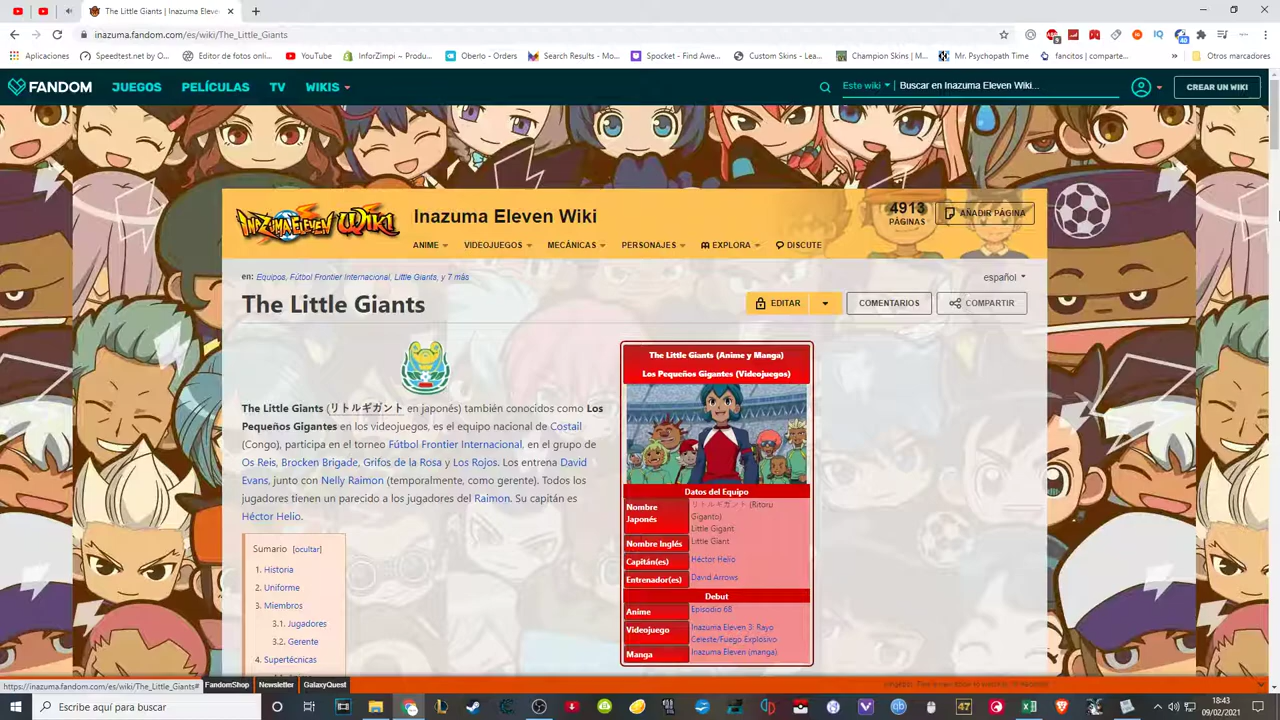 The Little Giants | Inazuma Eleve
inazuma.fandom.com/es/wiki/The_Little_Giants
Aplicaciones
Speedtest.net by O...
Editor de fotos onli...
YouTube
InforZimpi ~ Produ...
Oberlo - Orders
Search Results - Mo...
Spocket - Find Awe...
Custom Skins - Lea...
Champion Skins | M...
Mr. Psychopath Time
fancitos | comparte...
»
Otros marcadores
FANDOM
JUEGOS
PELÍCULAS
TV
WIKIS
Este wiki
Buscar en Inazuma Eleven Wiki...
CREAR UN WIKI
INAZUMA ELEVEN WIKI
Inazuma Eleven Wiki
4913
PÁGINAS
AÑADIR PÁGINA
ANIME
VIDEOJUEGOS
MECÁNICAS
PERSONAJES
EXPLORA
DISCUTE
en: Equipos, Fútbol Frontier Internacional, Little Giants, y 7 más
español
The Little Giants
EDITAR
COMENTARIOS
COMPARTIR
The Little Giants (リトルギガント en japonés) también conocidos como Los
Pequeños Gigantes en los videojuegos, es el equipo nacional de Costail
(Congo), participa en el torneo Fútbol Frontier Internacional, en el grupo de
Os Reis, Brocken Brigade, Grifos de la Rosa y Los Rojos. Los entrena David
Evans, junto con Nelly Raimon (temporalmente, como gerente). Todos los
jugadores tienen un parecido a los jugadores del Raimon. Su capitán es
Héctor Helio.
Sumario [ocultar]
1. Historia
2. Uniforme
3. Miembros
3.1. Jugadores
3.2. Gerente
4. Supertécnicas
The Little Giants (Anime y Manga)
Los Pequeños Gigantes (Videojuegos)
Datos del Equipo
Nombre Japonés
リトルギガント (Ritoru
Giganto)
Little Gigant
Nombre Inglés
Little Giant
Capitán(es)
Héctor Helio
Entrenador(es)
David Arrows
Debut
Anime
Episodio 68
Videojuego
Inazuma Eleven 3: Rayo
Celeste/Fuego Explosivo
Manga
Inazuma Eleven (manga)
https://inazuma.fandom.com/es/wiki/The_Little_Giants#
FandomShop
Newsletter
GalaxyQuest
Escribe aquí para buscar
18:43
09/02/2021